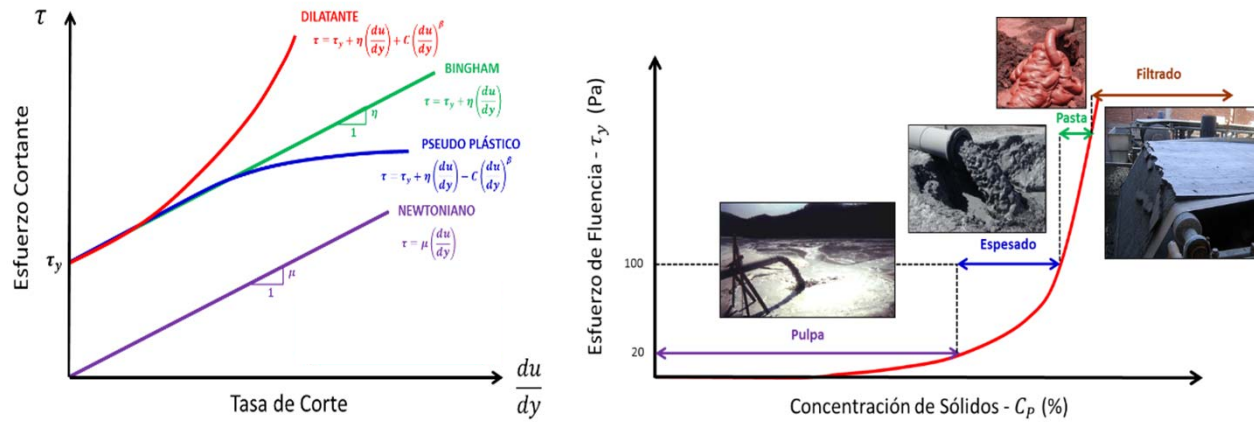 τ
Esfuerzo Cortante
τy
DILATANTE
τ = τy + η(du/dy) + C(du/dy)^β
BINGHAM
τ = τy + η(du/dy)
η
1
PSEUDO PLÁSTICO
τ = τy + η(du/dy) − C(du/dy)^β
NEWTONIANO
τ = μ(du/dy)
μ
1
Tasa de Corte
du/dy
Esfuerzo de Fluencia - τy (Pa)
Filtrado
Pasta
Espesado
100
Pulpa
20
Concentración de Sólidos - CP (%)